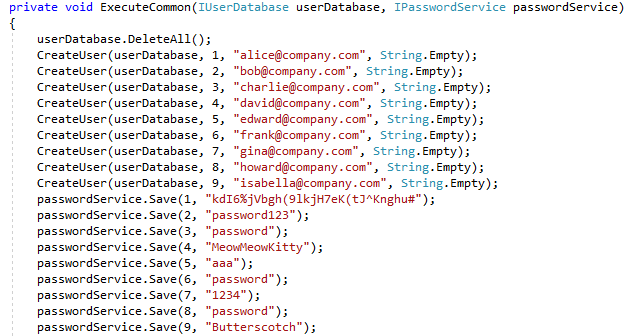 private void ExecuteCommon(IUserDatabase userDatabase, IPasswordService passwordService)
{
userDatabase.DeleteAll();
CreateUser(userDatabase, 1, "alice@company.com", String.Empty);
CreateUser(userDatabase, 2, "bob@company.com", String.Empty);
CreateUser(userDatabase, 3, "charlie@company.com", String.Empty);
CreateUser(userDatabase, 4, "david@company.com", String.Empty);
CreateUser(userDatabase, 5, "edward@company.com", String.Empty);
CreateUser(userDatabase, 6, "frank@company.com", String.Empty);
CreateUser(userDatabase, 7, "gina@company.com", String.Empty);
CreateUser(userDatabase, 8, "howard@company.com", String.Empty);
CreateUser(userDatabase, 9, "isabella@company.com", String.Empty);
passwordService.Save(1, "kdI6%jVbgh(9lkjH7eK(tJ^Knghu#");
passwordService.Save(2, "password123");
passwordService.Save(3, "password");
passwordService.Save(4, "MeowMeowKitty");
passwordService.Save(5, "aaa");
passwordService.Save(6, "password");
passwordService.Save(7, "1234");
passwordService.Save(8, "password");
passwordService.Save(9, "Butterscotch");